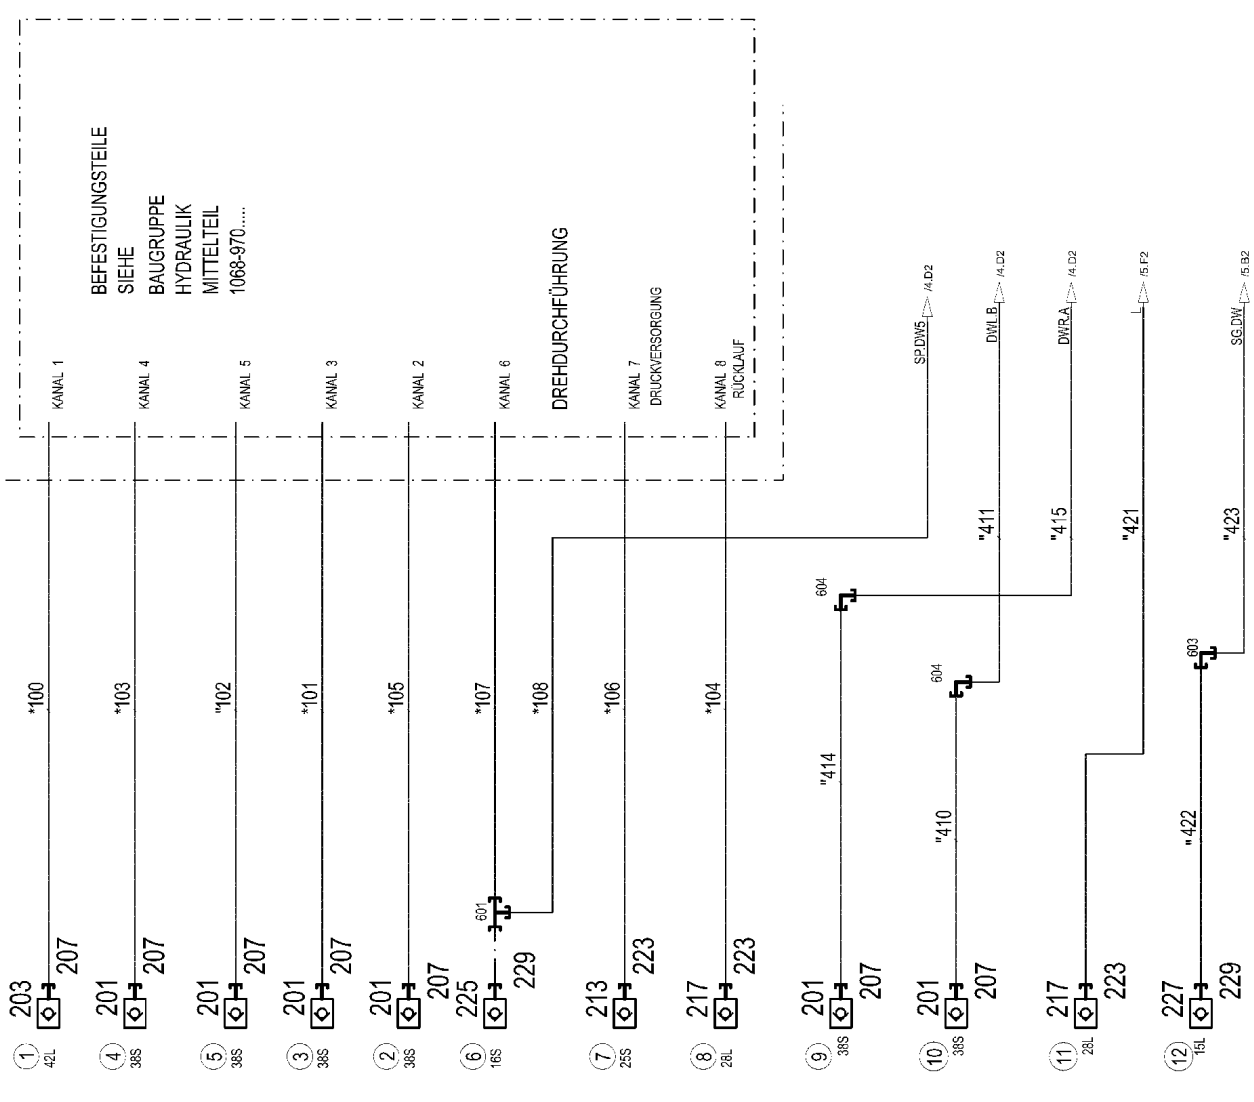 BEFESTIGUNGSTEILE
SIEHE
BAUGRUPPE
HYDRAULIK
MITTELTEIL
1068-970.....
DREHDURCHFÜHRUNG
KANAL 1
KANAL 4
KANAL 5
KANAL 3
KANAL 2
KANAL 6
KANAL 7
DRUCKVERSORGUNG
KANAL 8
RÜCKLAUF
SP.DW5
/4.D2
DWL.B
/4.D2
DWR.A
/4.D2
L
/5.F2
SG.DW
/5.B2
"411
"415
"421
"423
604
604
603
*100
*103
"102
*101
*105
*107
*108
*106
*104
"414
"410
"422
601
203
207
201
207
201
207
201
207
201
207
225
229
213
223
217
223
201
207
201
207
217
223
227
229
1
42L
4
38S
5
38S
3
38S
2
38S
6
16S
7
25S
8
28L
9
38S
10
38S
11
28L
12
15L